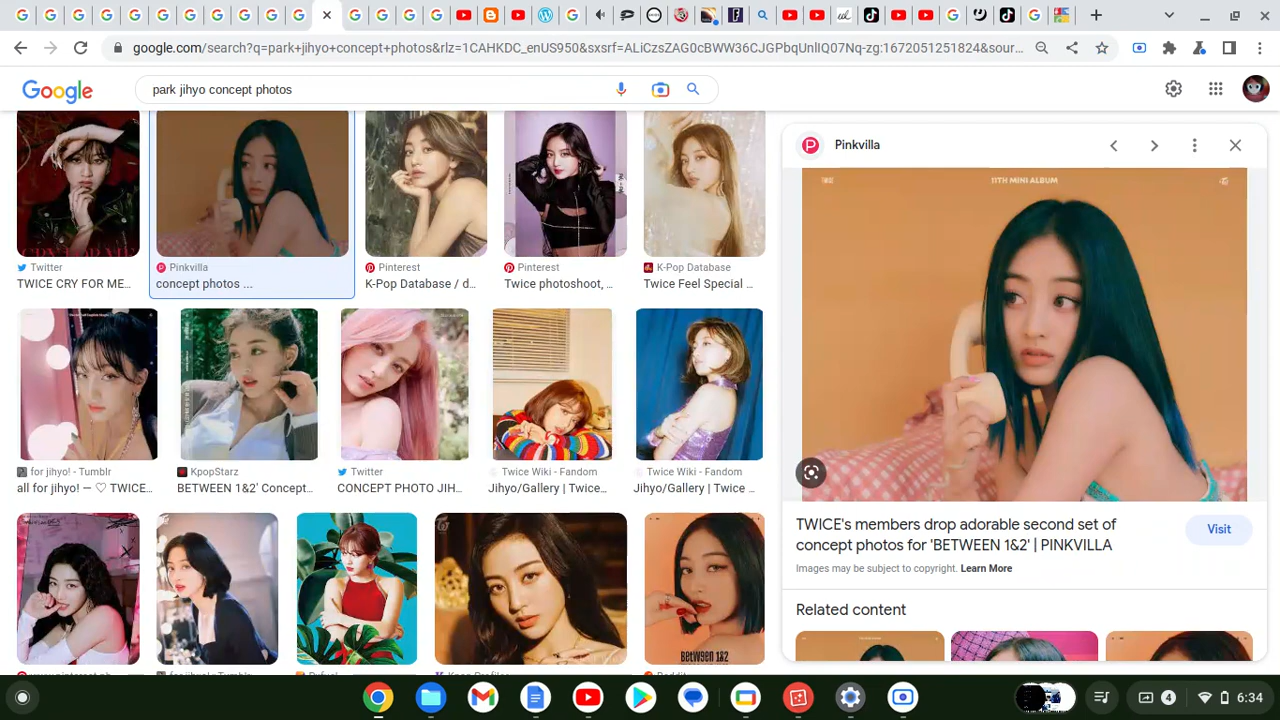 google.com/search?q=park+jihyo+concept+photos&rlz=1CAHKDC_enUS950&sxsrf=ALiCzsZAG0cBWW36CJGPbqUnlIQ07Nq-zg:1672051251824&sour...
Google
park jihyo concept photos
Pinkvilla
11TH MINI ALBUM
Twitter
TWICE CRY FOR ME...
Pinkvilla
concept photos ...
Pinterest
K-Pop Database / d...
Pinterest
Twice photoshoot, ...
K-Pop Database
Twice Feel Special ...
for jihyo! - Tumblr
all for jihyo! — ♡ TWICE...
KpopStarz
BETWEEN 1&2' Concept...
Twitter
CONCEPT PHOTO JIH...
Twice Wiki - Fandom
Jihyo/Gallery | Twice...
Twice Wiki - Fandom
Jihyo/Gallery | Twice ...
TWICE's members drop adorable second set of
concept photos for 'BETWEEN 1&2' | PINKVILLA
Visit
Images may be subject to copyright. Learn More
Related content
BETWEEN 1&2
4
6:34